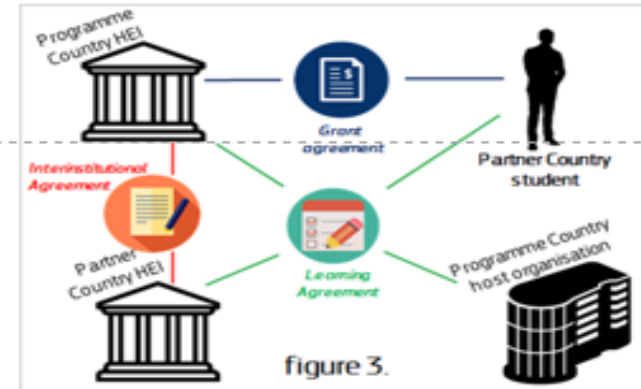 Programme
Country HEI
Grant
agreement
Partner Country
student
Interinstitutional
Agreement
Partner
Country HEI
Learning
Agreement
Programme Country
host organisation
figure 3.